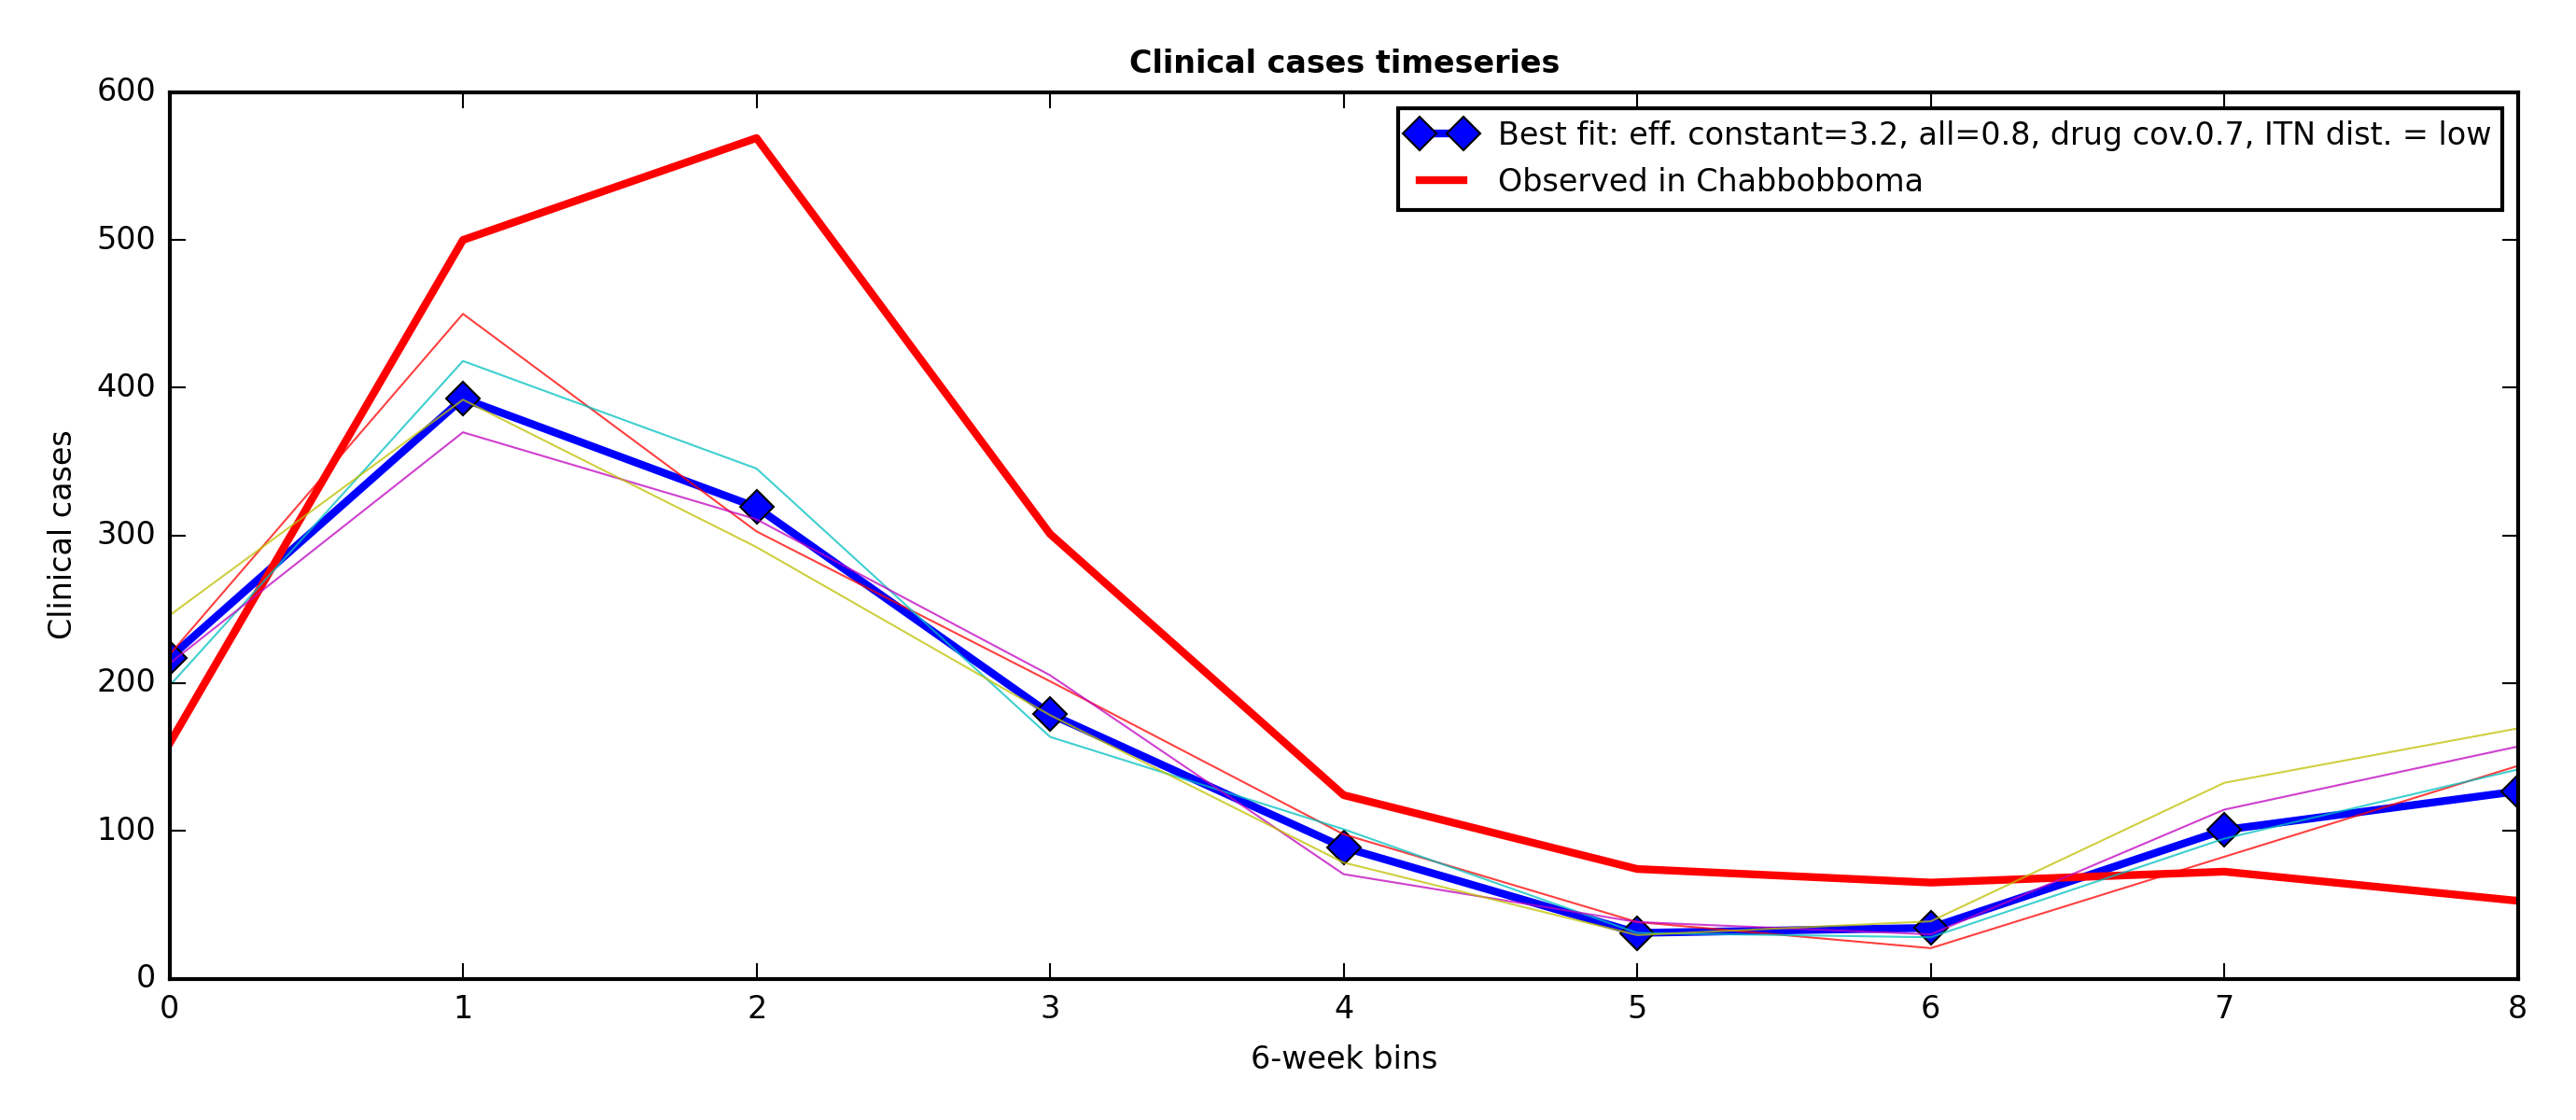 Clinical cases timeseries
600
500
400
300
200
100
0
Clinical cases
Best fit: eff. constant=3.2, all=0.8, drug cov.0.7, ITN dist. = low
Observed in Chabbobboma
0 1 2 3 4 5 6 7 8
6-week bins